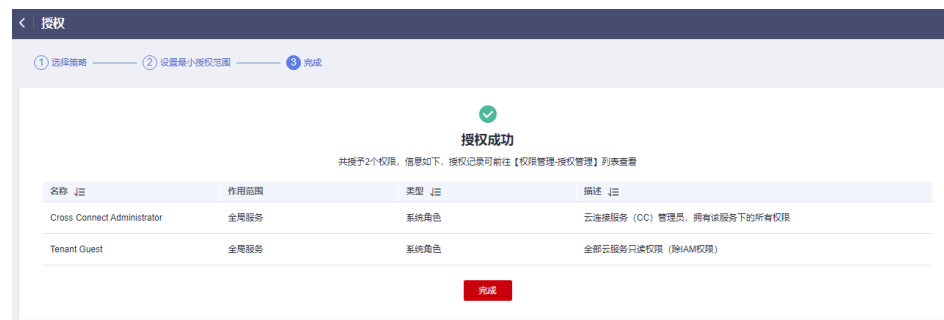 授权
1 选择策略 2 设置最小授权范围 3 完成
授权成功
共授予2个权限，信息如下，授权记录可前往【权限管理-授权管理】列表查看
名称 作用范围 类型 描述
Cross Connect Administrator 全局服务 系统角色 云连接服务（CC）管理员，拥有该服务下的所有权限
Tenant Guest 全局服务 系统角色 全部云服务只读权限（除IAM权限）
完成